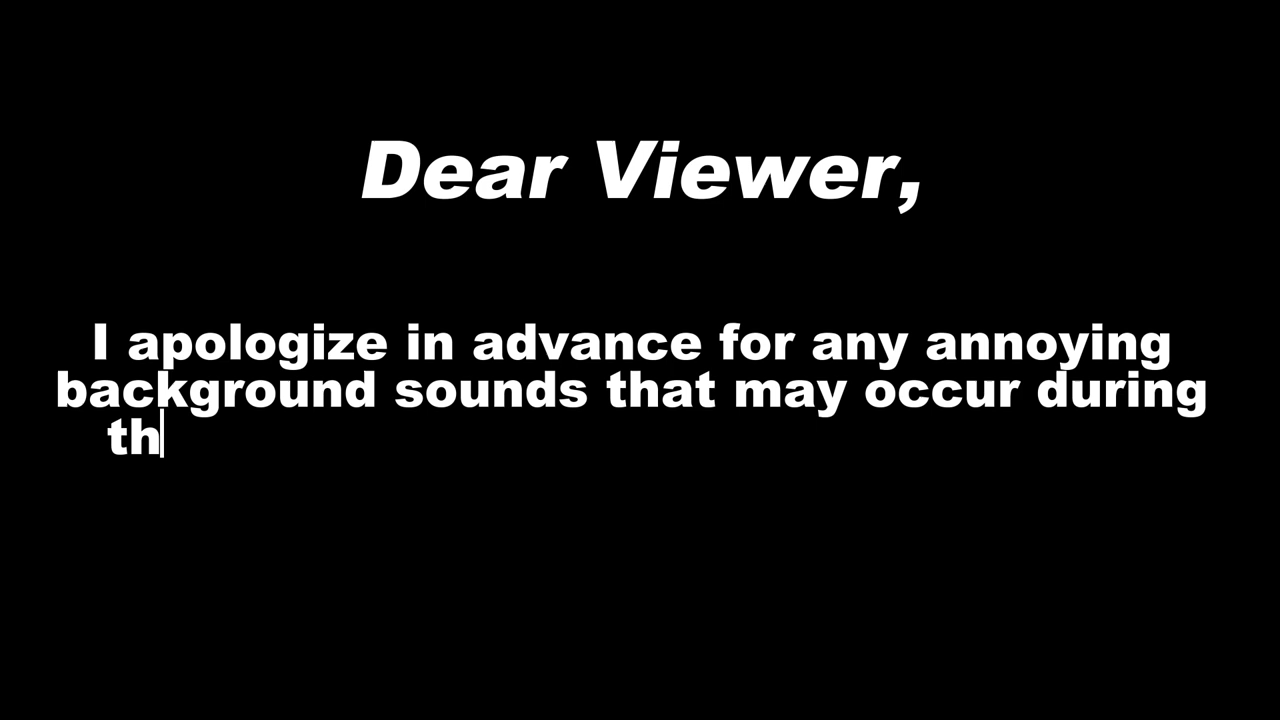 Dear Viewer,
I apologize in advance for any annoying
background sounds that may occur during
th